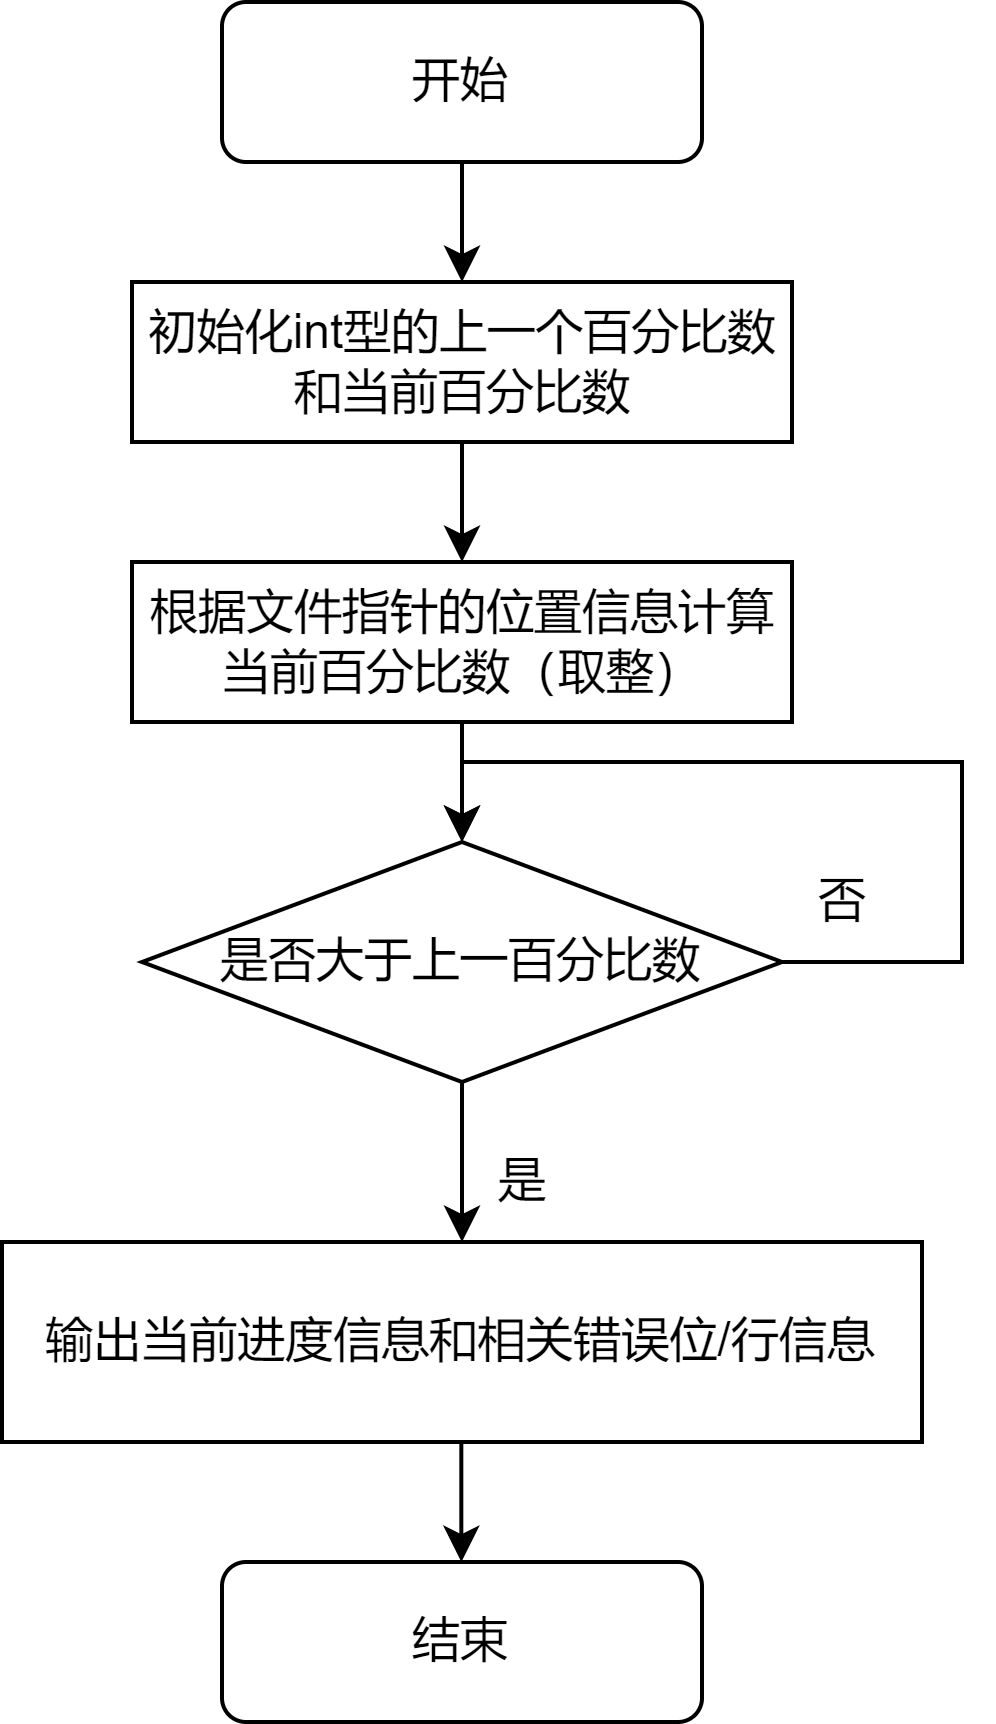 开始
初始化int型的上一个百分比数
和当前百分比数
根据文件指针的位置信息计算
当前百分比数（取整）
否
是否大于上一百分比数
是
输出当前进度信息和相关错误位/行信息
结束